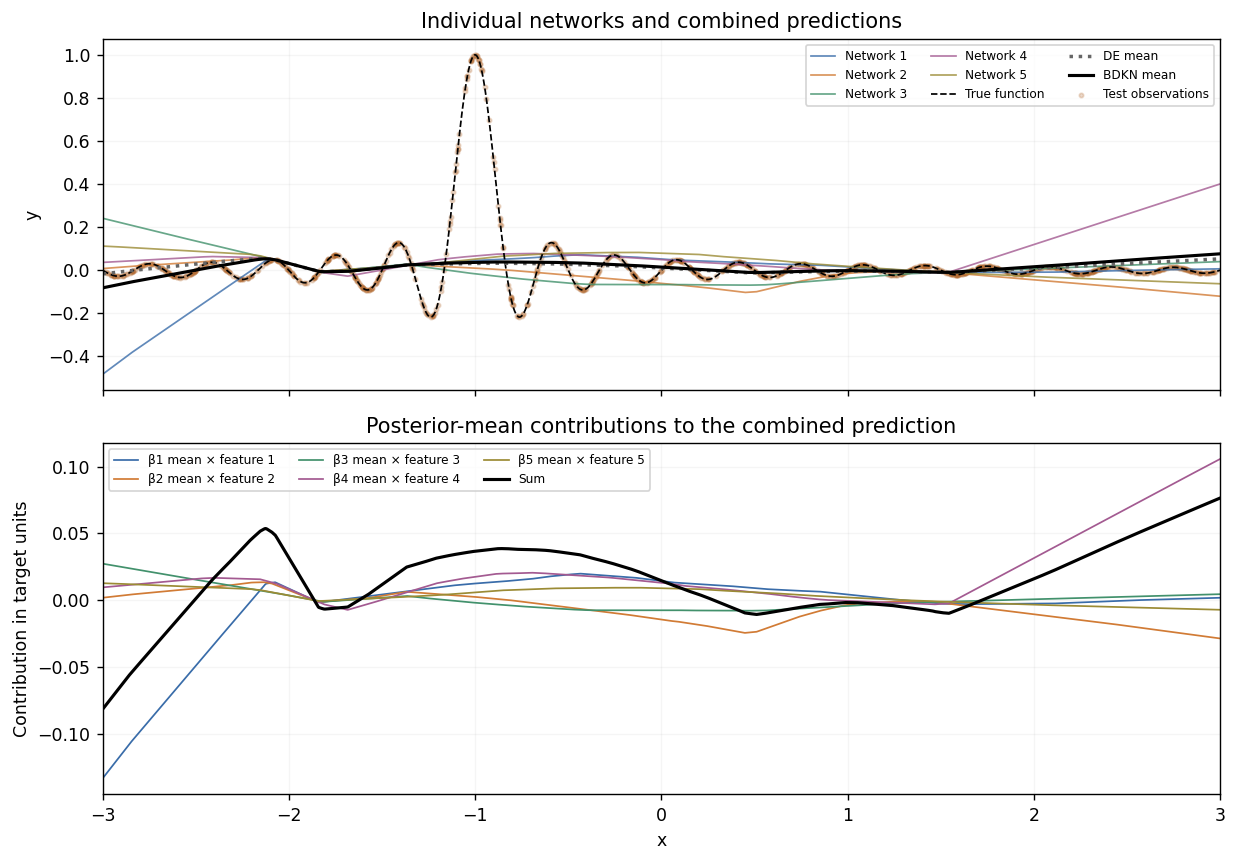 Individual networks and combined predictions
1.0
0.8
0.6
0.4
0.2
0.0
−0.2
−0.4
y
Network 1
Network 2
Network 3
Network 4
Network 5
True function
DE mean
BDKN mean
Test observations
Posterior-mean contributions to the combined prediction
0.10
0.05
0.00
−0.05
−0.10
Contribution in target units
β1 mean × feature 1
β2 mean × feature 2
β3 mean × feature 3
β4 mean × feature 4
β5 mean × feature 5
Sum
−3
−2
−1
0
1
2
3
x